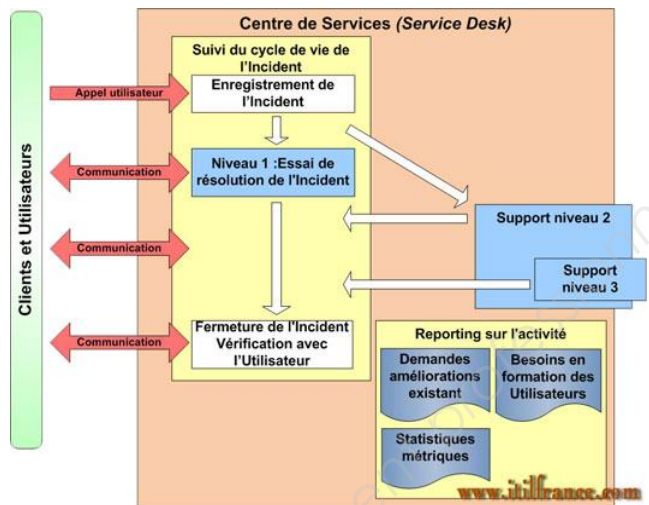 Centre de Services (Service Desk)
Suivi du cycle de vie de
l'Incident
Enregistrement de
l'Incident
Appel utilisateur
Niveau 1 :Essai de
résolution de l'Incident
Communication
Communication
Clients et Utilisateurs
Support niveau 2
Support
niveau 3
Fermeture de l'Incident
Vérification avec
l'Utilisateur
Communication
Reporting sur l'activité
Demandes
améliorations
existant
Besoins en
formation des
Utilisateurs
Statistiques
métriques
www.itilfrance.com